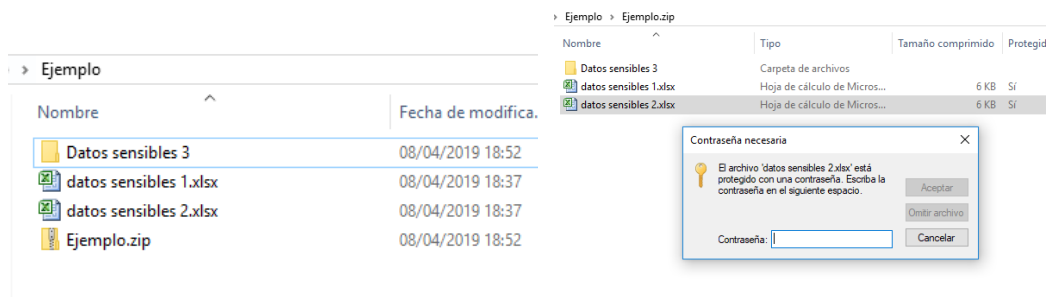 Ejemplo
Nombre Fecha de modifica.
Datos sensibles 3 08/04/2019 18:52
datos sensibles 1.xlsx 08/04/2019 18:37
datos sensibles 2.xlsx 08/04/2019 18:37
Ejemplo.zip 08/04/2019 18:52
Ejemplo > Ejemplo.zip
Nombre Tipo Tamaño comprimido Protegid
Datos sensibles 3 Carpeta de archivos
datos sensibles 1.xlsx Hoja de cálculo de Micros... 6 KB Sí
datos sensibles 2.xlsx Hoja de cálculo de Micros... 6 KB Sí
Contraseña necesaria
El archivo 'datos sensibles 2.xlsx' está
protegido con una contraseña. Escriba la
contraseña en el siguiente espacio.
Aceptar
Omitir archivo
Contraseña:
Cancelar